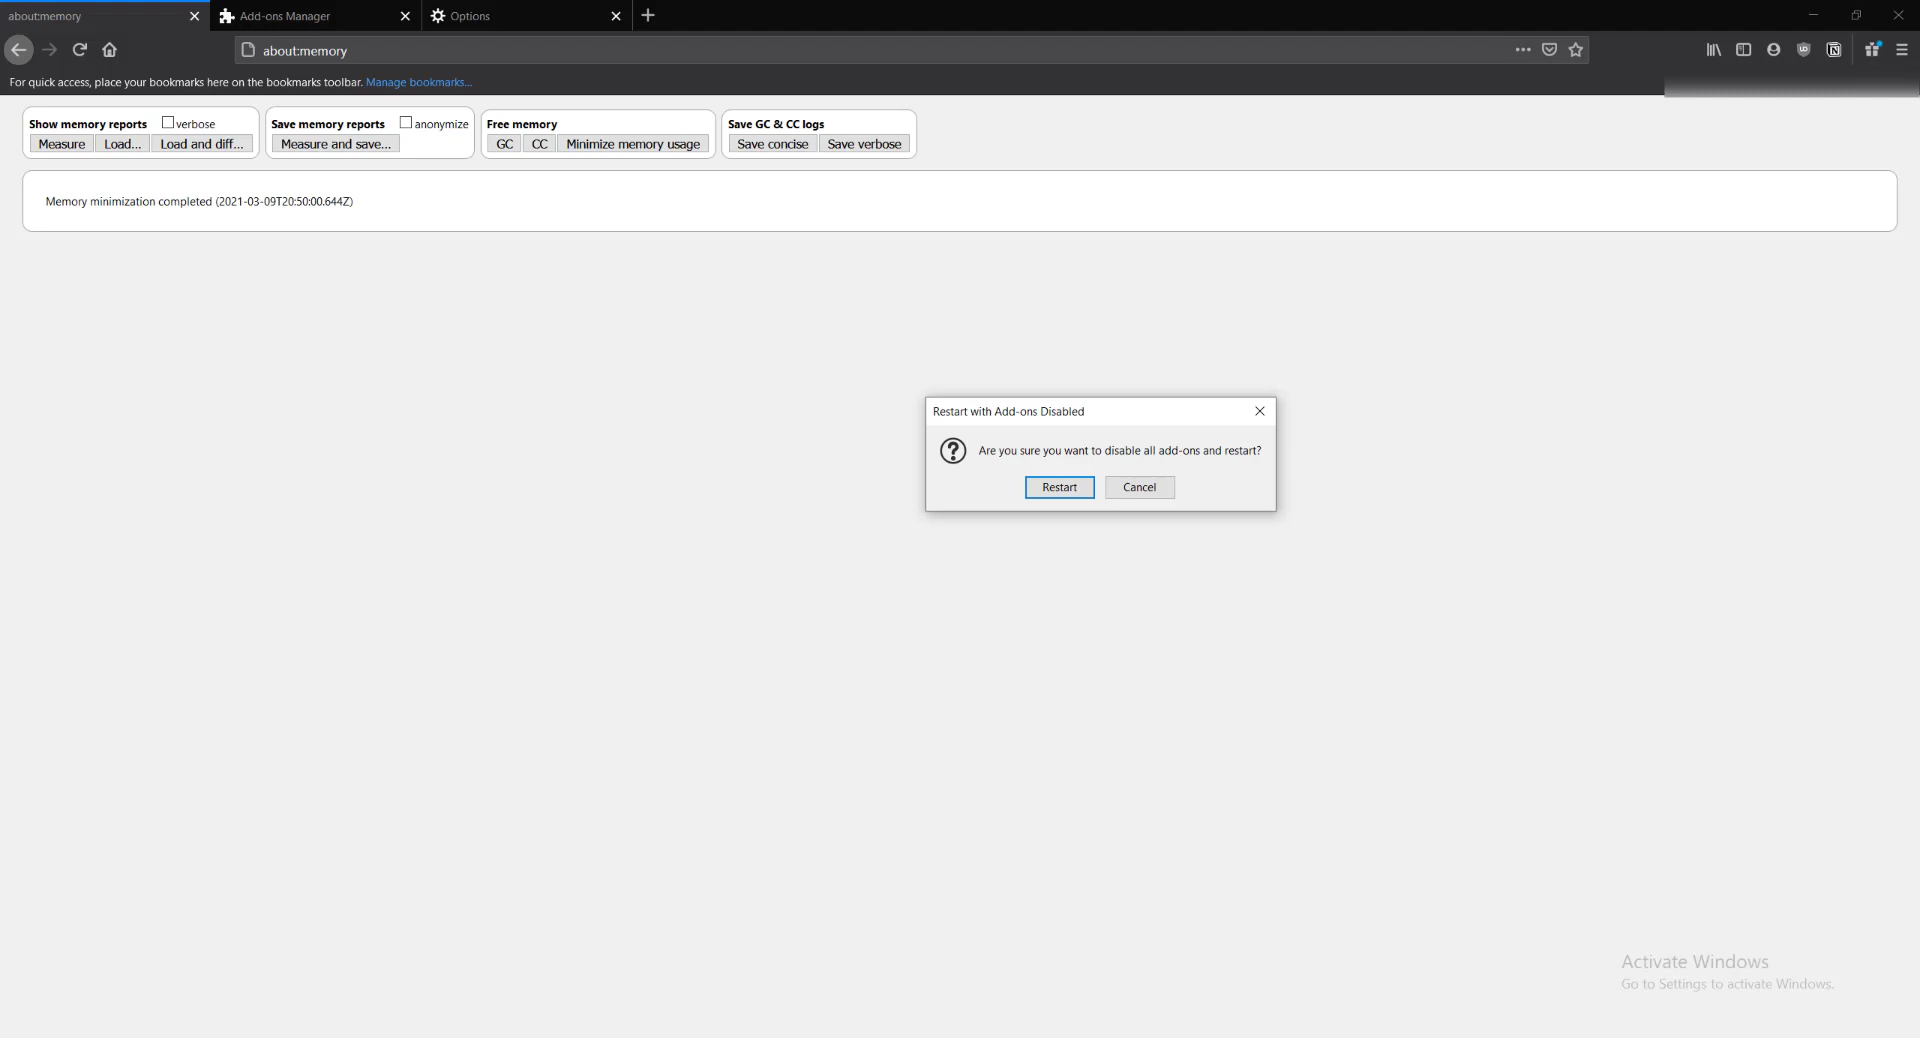 about:memory
Add-ons Manager
Options
about:memory
For quick access, place your bookmarks here on the bookmarks toolbar. Manage bookmarks...
Show memory reports
verbose
Measure
Load...
Load and diff...
Save memory reports
anonymize
Measure and save...
Free memory
GC
CC
Minimize memory usage
Save GC & CC logs
Save concise
Save verbose
Memory minimization completed (2021-03-09T20:50:00.644Z)
Restart with Add-ons Disabled
Are you sure you want to disable all add-ons and restart?
Restart
Cancel
Activate Windows
Go to Settings to activate Windows.